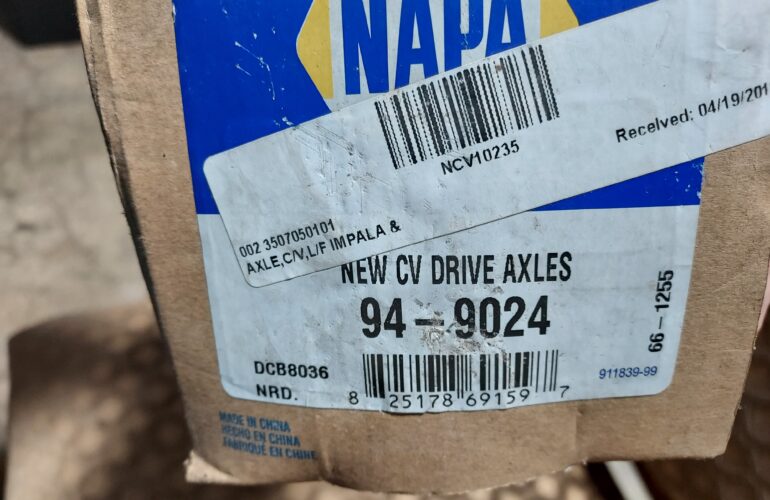 NAPA
NCV10235
Received: 04/19/201
002 3507050101
AXLE,C/V,L/F IMPALA &
NEW CV DRIVE AXLES
94-9024
66-1255
DCB8036
NRD.
8 25178 69159 7
911839-99
MADE IN CHINA
HECHO EN CHINA
FABRIQUÉ EN CHINE